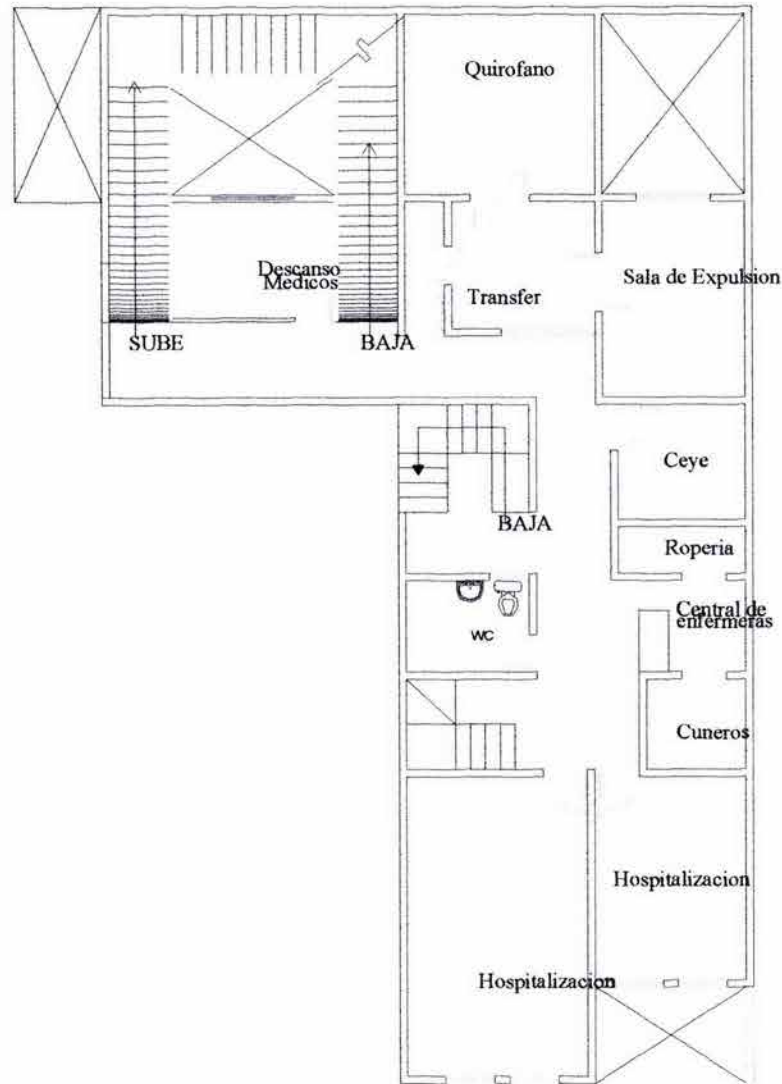 Quirofano
Descanso
Medicos
Sala de Expulsion
Transfer
SUBE
BAJA
Ceye
BAJA
Roperia
Central de
enfermeras
WC
Cuneros
Hospitalizacion
Hospitalizacion